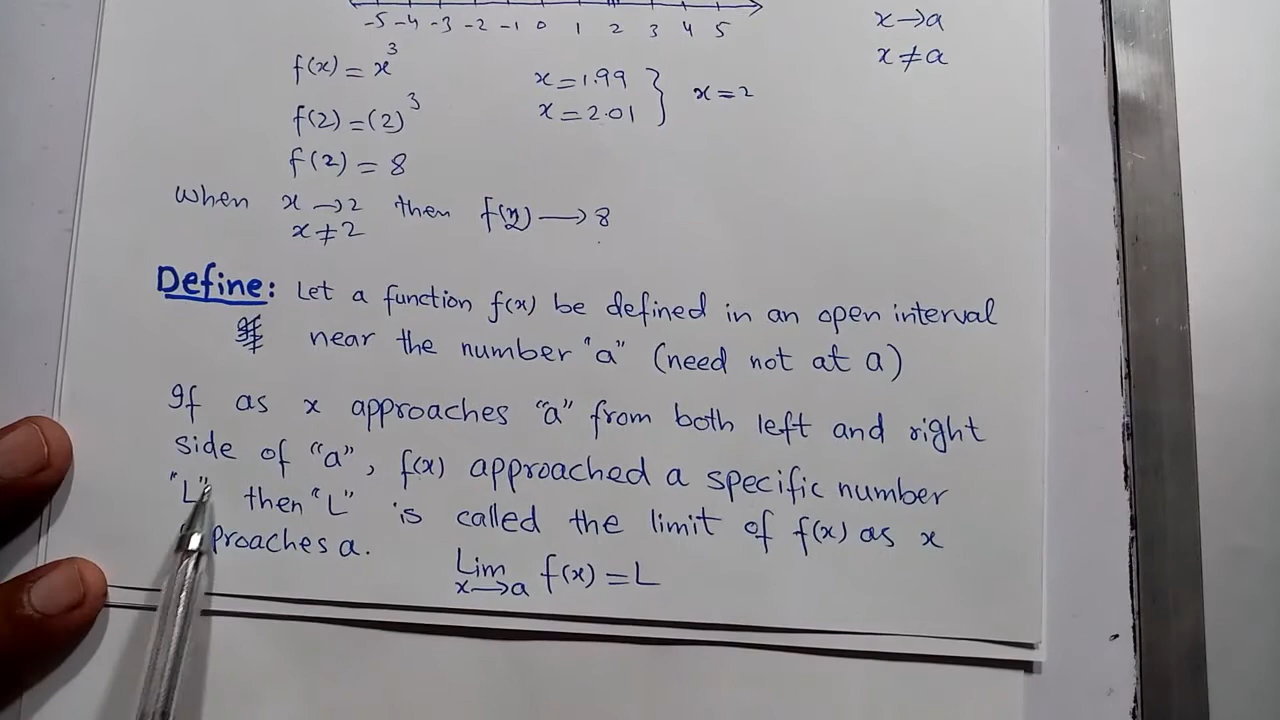 -5 -4 -3 -2 -1 0 1 2 3 4 5
x→a
x≠a
f(x) = x³
x = 1.99
x = 2.01
} x = 2
f(2) = (2)³
f(2) = 8
When x → 2 then f(x) → 8
x ≠ 2
Define: Let a function f(x) be defined in an open interval
near the number "a" (need not at a)
If as x approaches "a" from both left and right
side of "a", f(x) approached a specific number
"L" then "L" is called the limit of f(x) as x
proaches a.
Lim f(x) = L
x→a